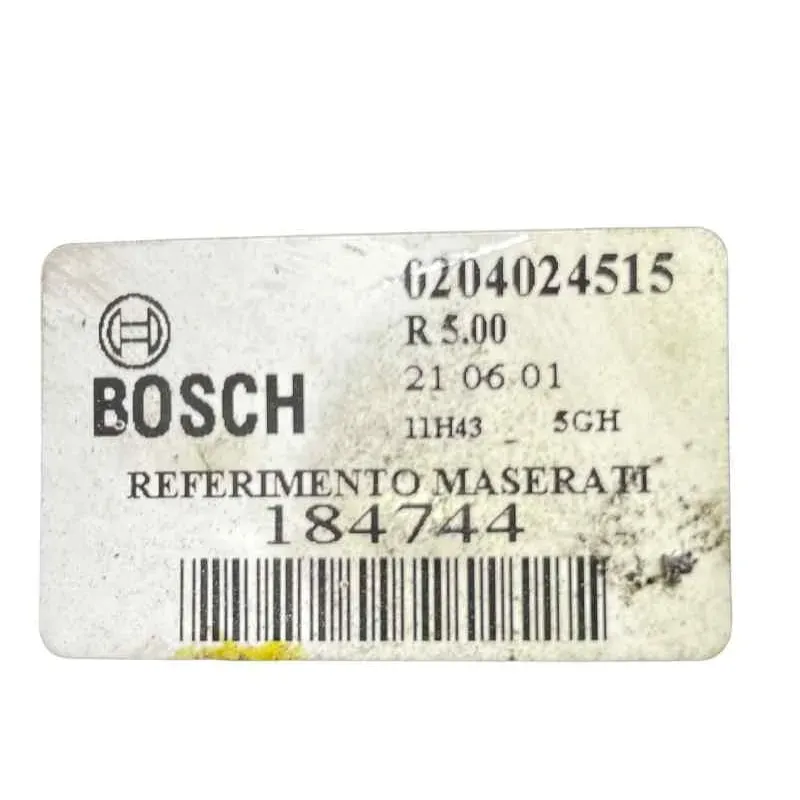 0204024515
R 5.00
21 06 01
11H43 _ 5GH
BOSCH
REFERIMENTO MASERATI
184744